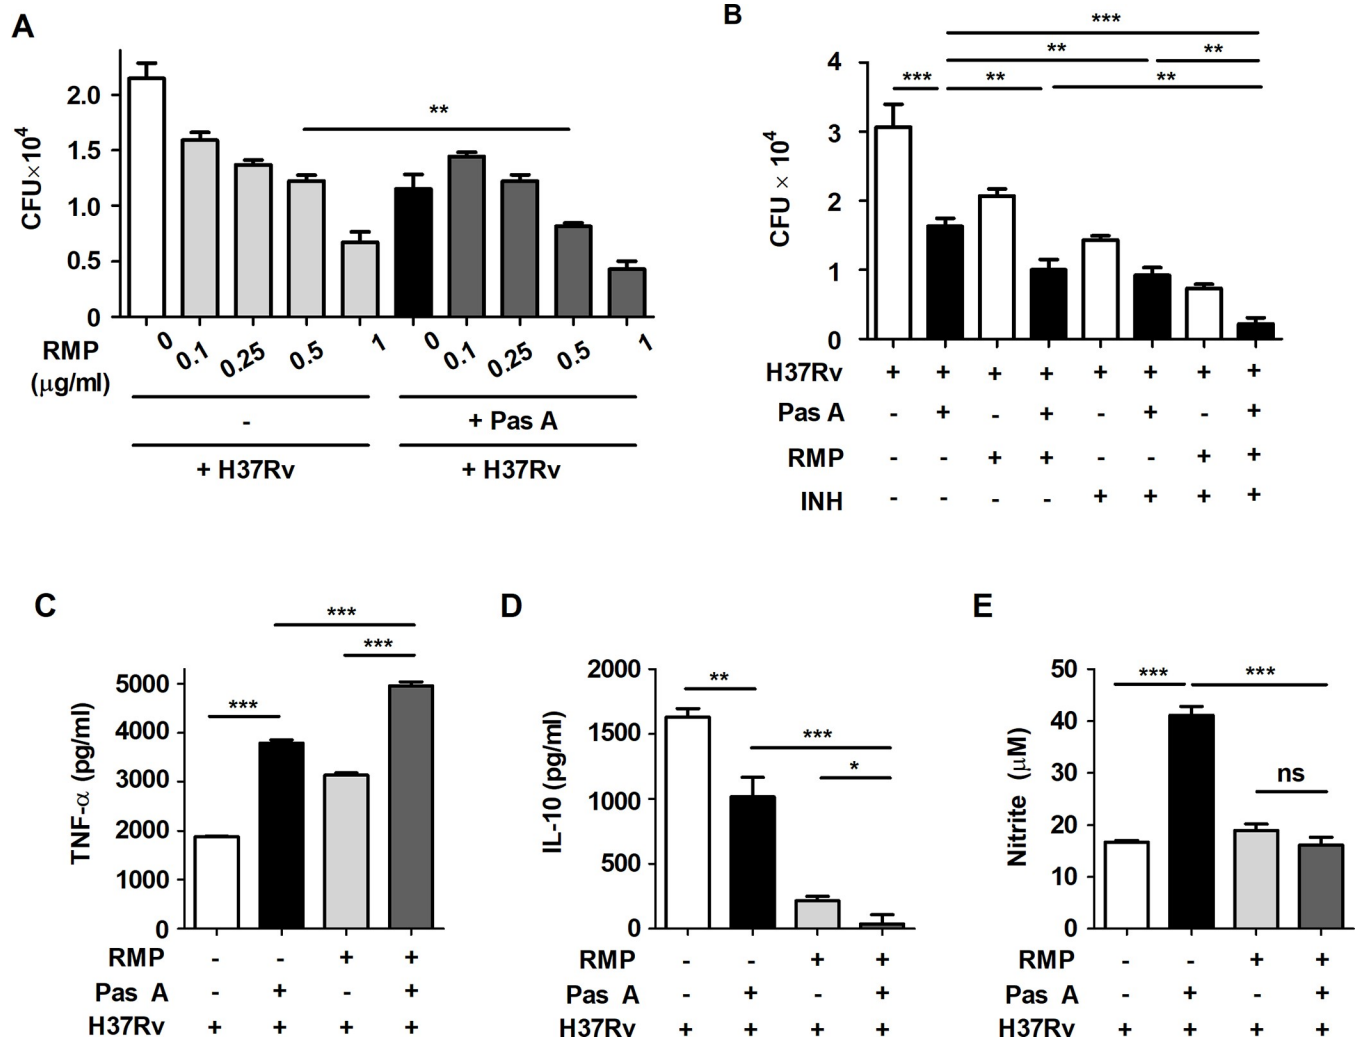 A
CFU×10⁴
2.0
1.5
1.0
0.5
0
**
RMP
(μg/ml)
0 0.1 0.25 0.5 1 0 0.1 0.25 0.5 1
- + Pas A
+ H37Rv + H37Rv
B
CFU × 10⁴
4
3
2
1
0
***
** **
*** ** **
H37Rv + + + + + + + +
Pas A - + - + - + - +
RMP - - + + - - + +
INH - - - - + + + +
C
TNF-α (pg/ml)
5000
4000
3000
2000
1000
0
***
***
***
RMP - - + +
Pas A - + - +
H37Rv + + + +
D
IL-10 (pg/ml)
2000
1500
1000
500
0
**
***
*
RMP - - + +
Pas A - + - +
H37Rv + + + +
E
Nitrite (μM)
50
40
30
20
10
0
*** ***
ns
RMP - - + +
Pas A - + - +
H37Rv + + + +